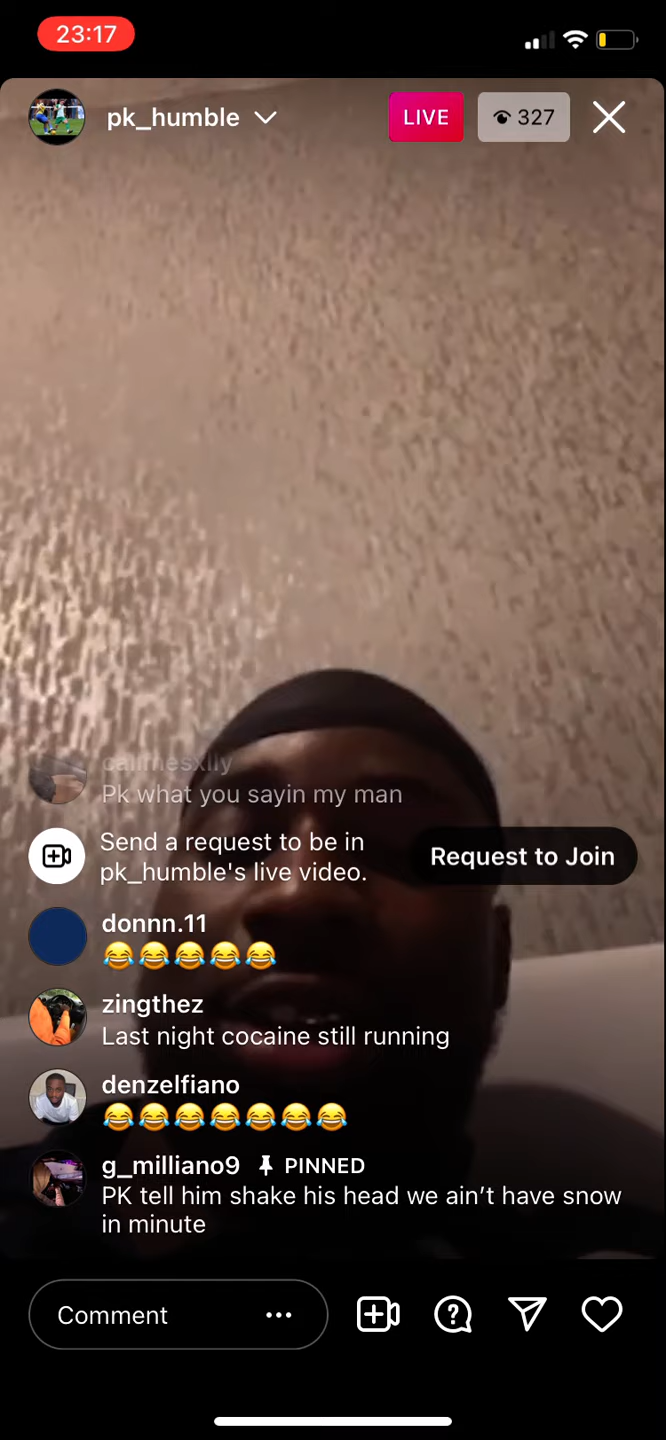 23:17
pk_humble
LIVE
327
calimesxlly
Pk what you sayin my man
Send a request to be in
pk_humble's live video.
Request to Join
donnn.11
😂😂😂😂😂
zingthez
Last night cocaine still running
denzelfiano
😂😂😂😂😂😂😂
g_milliano9 PINNED
PK tell him shake his head we ain’t have snow
in minute
Comment